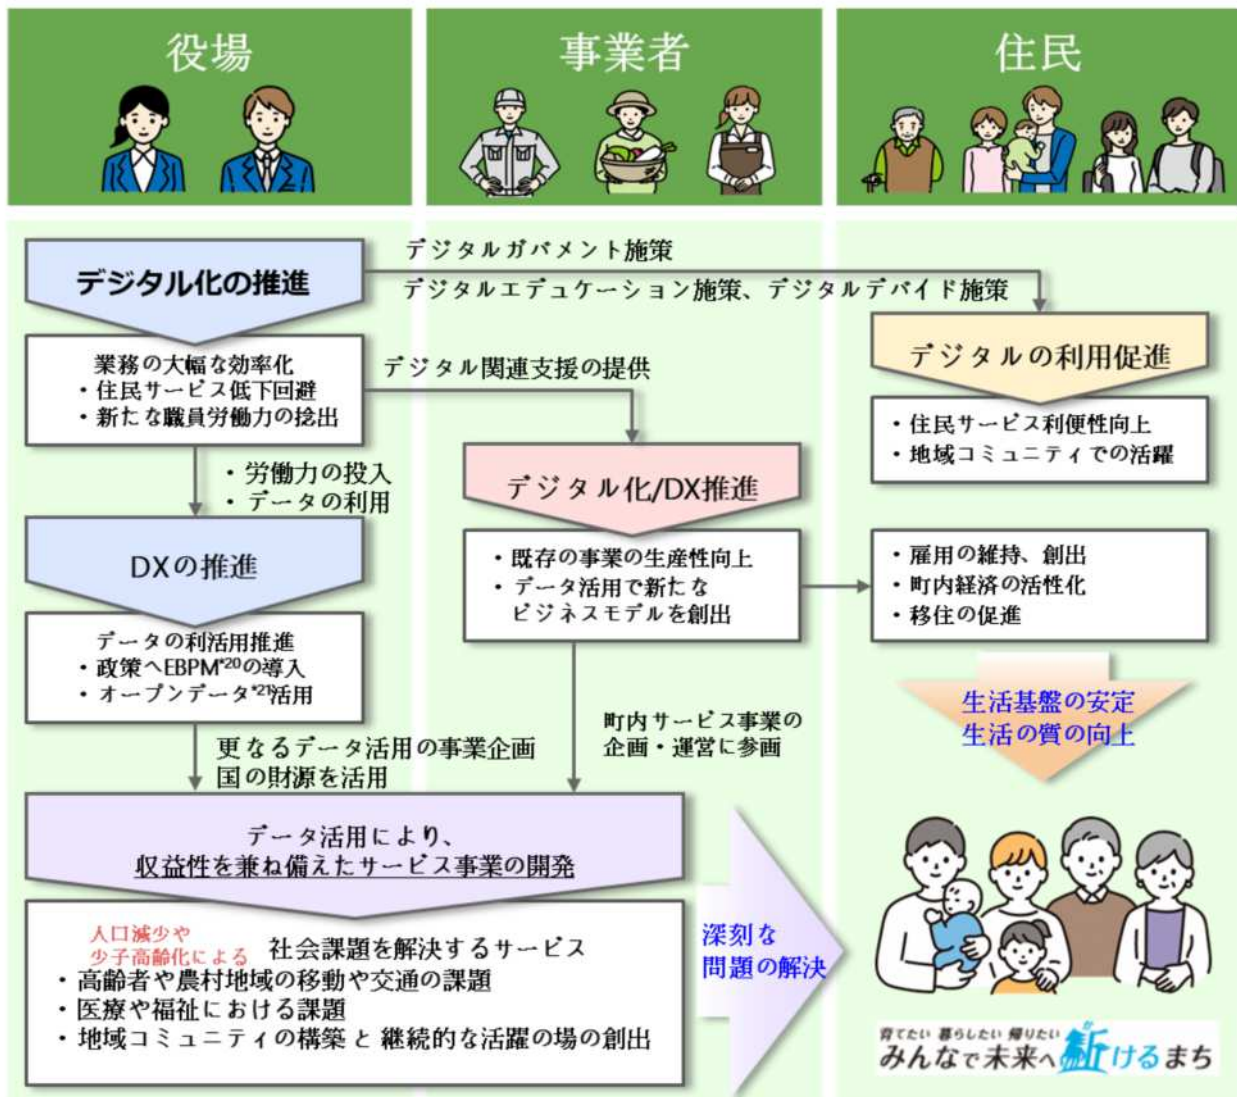 役場
事業者
住民
デジタル化の推進
デジタルガバメント施策
デジタルエデュケーション施策、デジタルデバイド施策
業務の大幅な効率化
・住民サービス低下回避
・新たな職員労働力の捻出
デジタル関連支援の提供
デジタルの利用促進
・住民サービス利便性向上
・地域コミュニティでの活躍
・労働力の投入
・データの利用
デジタル化/DX推進
・既存の事業の生産性向上
・データ活用で新たな
ビジネスモデルを創出
・雇用の維持、創出
・町内経済の活性化
・移住の促進
DXの推進
データの利活用推進
・政策へEBPM*20の導入
・オープンデータ*21活用
更なるデータ活用の事業企画
国の財源を活用
町内サービス事業の
企画・運営に参画
生活基盤の安定
生活の質の向上
データ活用により、
収益性を兼ね備えたサービス事業の開発
人口減少や
少子高齢化による 社会課題を解決するサービス
・高齢者や農村地域の移動や交通の課題
・医療や福祉における課題
・地域コミュニティの構築と継続的な活躍の場の創出
深刻な
問題の解決
育てたい 暮らしたい 帰りたい
みんなで未来へ駈けるまち